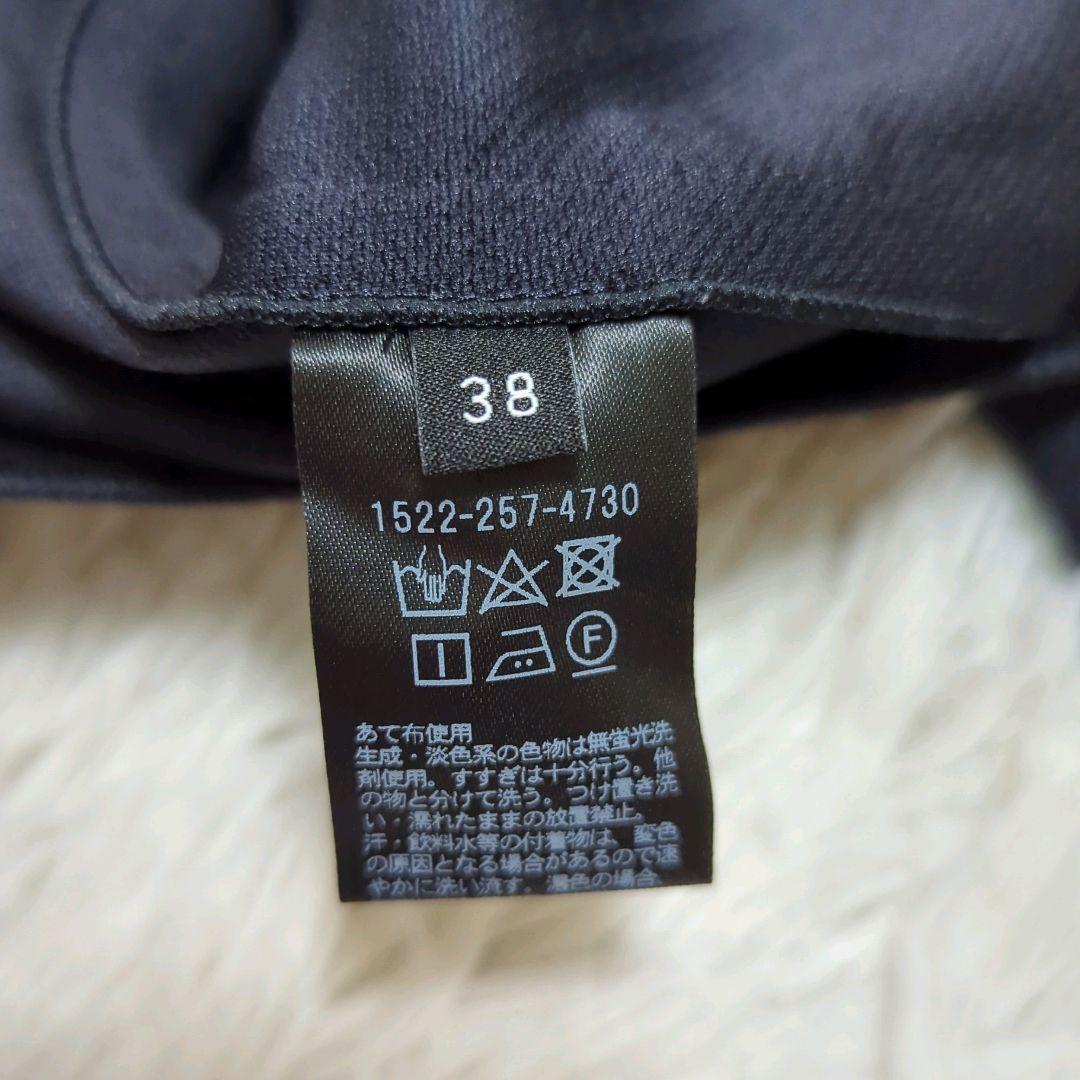 38
1522-257-4730
F
あて布使用
生成・淡色系の色物は無蛍光洗
剤使用。すすぎは十分行う。他
の物と分けて洗う。つけ置き洗
い・濡れたままの放置禁止。
汗・飲料水等の付着物は、変色
の原因となる場合があるので速
やかに洗い流す。濃色の場合